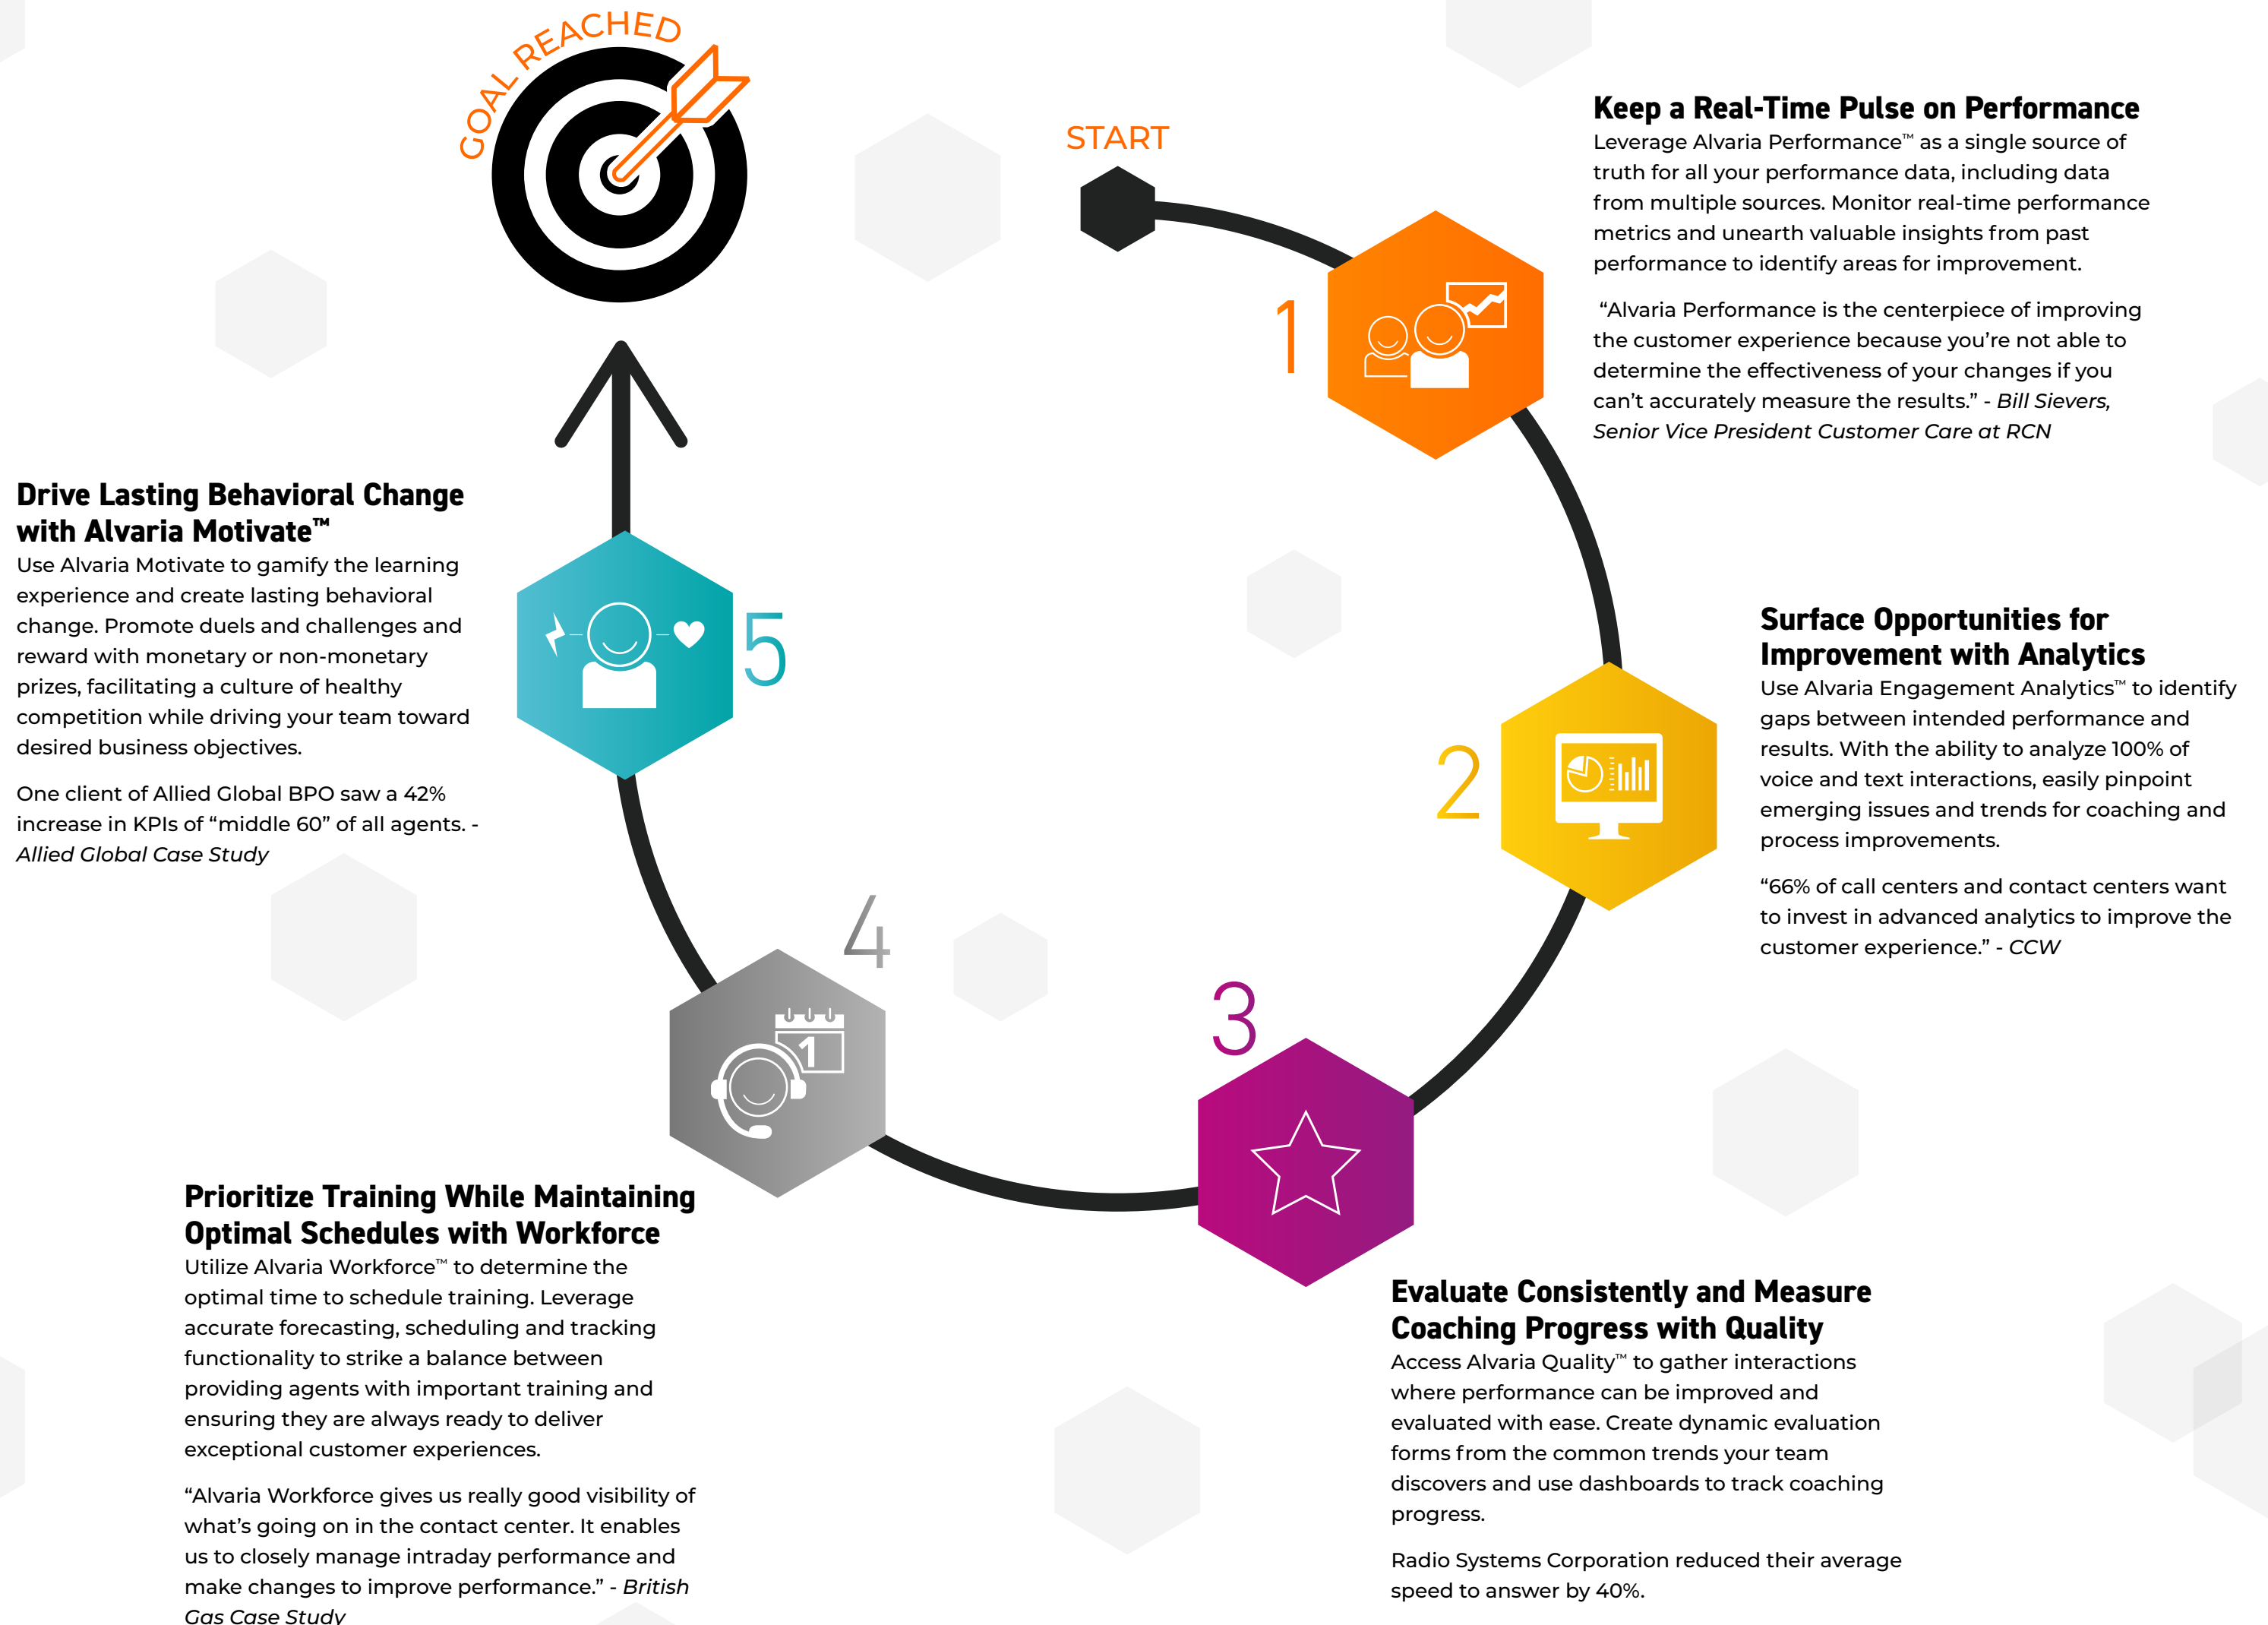 GOAL REACHED
START
1
Keep a Real-Time Pulse on Performance
Leverage Alvaria Performance™ as a single source of
truth for all your performance data, including data
from multiple sources. Monitor real-time performance
metrics and unearth valuable insights from past
performance to identify areas for improvement.
“Alvaria Performance is the centerpiece of improving
the customer experience because you’re not able to
determine the effectiveness of your changes if you
can’t accurately measure the results.” - Bill Sievers,
Senior Vice President Customer Care at RCN
2
Surface Opportunities for
Improvement with Analytics
Use Alvaria Engagement Analytics™ to identify
gaps between intended performance and
results. With the ability to analyze 100% of
voice and text interactions, easily pinpoint
emerging issues and trends for coaching and
process improvements.
“66% of call centers and contact centers want
to invest in advanced analytics to improve the
customer experience.” - CCW
3
Evaluate Consistently and Measure
Coaching Progress with Quality
Access Alvaria Quality™ to gather interactions
where performance can be improved and
evaluated with ease. Create dynamic evaluation
forms from the common trends your team
discovers and use dashboards to track coaching
progress.
Radio Systems Corporation reduced their average
speed to answer by 40%.
4
1
Prioritize Training While Maintaining
Optimal Schedules with Workforce
Utilize Alvaria Workforce™ to determine the
optimal time to schedule training. Leverage
accurate forecasting, scheduling and tracking
functionality to strike a balance between
providing agents with important training and
ensuring they are always ready to deliver
exceptional customer experiences.
“Alvaria Workforce gives us really good visibility of
what’s going on in the contact center. It enables
us to closely manage intraday performance and
make changes to improve performance.” - British
Gas Case Study
5
Drive Lasting Behavioral Change
with Alvaria Motivate™
Use Alvaria Motivate to gamify the learning
experience and create lasting behavioral
change. Promote duels and challenges and
reward with monetary or non-monetary
prizes, facilitating a culture of healthy
competition while driving your team toward
desired business objectives.
One client of Allied Global BPO saw a 42%
increase in KPIs of “middle 60” of all agents. -
Allied Global Case Study